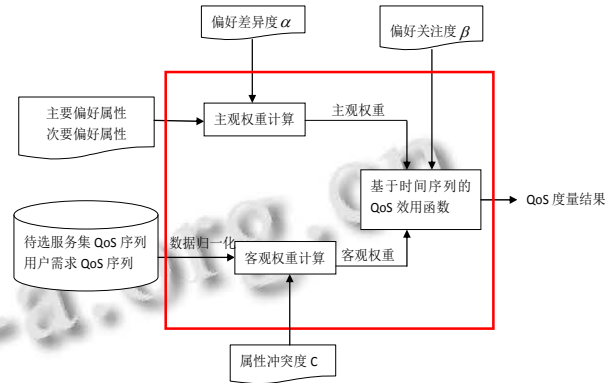 偏好差异度 α
偏好关注度 β
主要偏好属性
次要偏好属性
主观权重计算
主观权重
基于时间序列的
QoS 效用函数
QoS 度量结果
待选服务集 QoS 序列
用户需求 QoS 序列
数据归一化
客观权重计算
客观权重
属性冲突度 C